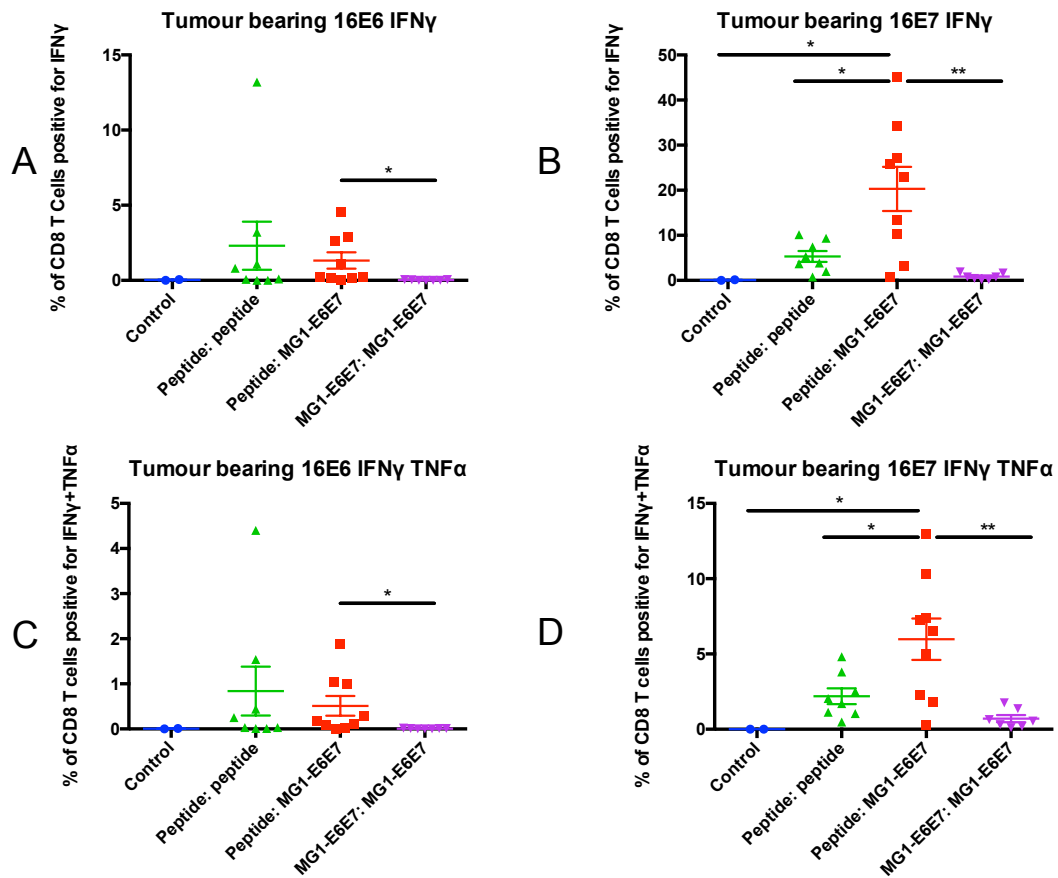 Tumour bearing 16E6 IFNγ
A
% of CD8 T Cells positive for IFNγ
15
10
5
0
*
Control
Peptide: peptide
Peptide: MG1-E6E7
MG1-E6E7: MG1-E6E7
Tumour bearing 16E7 IFNγ
B
% of CD8 T Cells positive for IFNγ
50
40
30
20
10
0
*
*
**
Control
Peptide: peptide
Peptide: MG1-E6E7
MG1-E6E7: MG1-E6E7
Tumour bearing 16E6 IFNγ TNFα
C
% of CD8 T cells positive for IFNγ+TNFα
5
4
3
2
1
0
*
Control
Peptide: peptide
Peptide: MG1-E6E7
MG1-E6E7: MG1-E6E7
Tumour bearing 16E7 IFNγ TNFα
D
% of CD8 T cells positive for IFNγ+TNFα
15
10
5
0
*
*
**
Control
Peptide: peptide
Peptide: MG1-E6E7
MG1-E6E7: MG1-E6E7